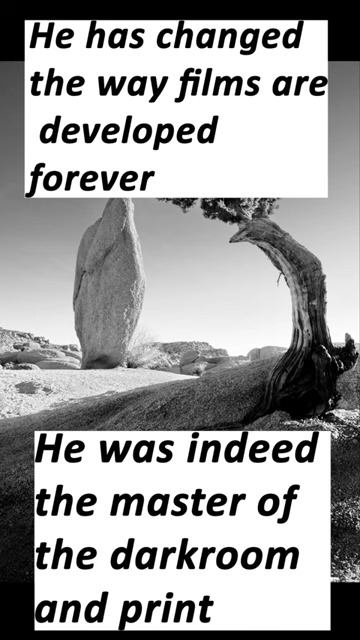 He has changed
the way films are
developed
forever
He was indeed
the master of
the darkroom
and print